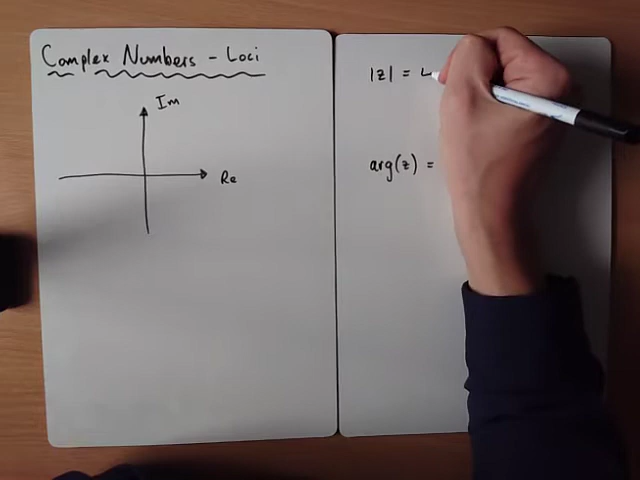 Complex Numbers - Loci
Im
Re
|z| =
arg(z) =